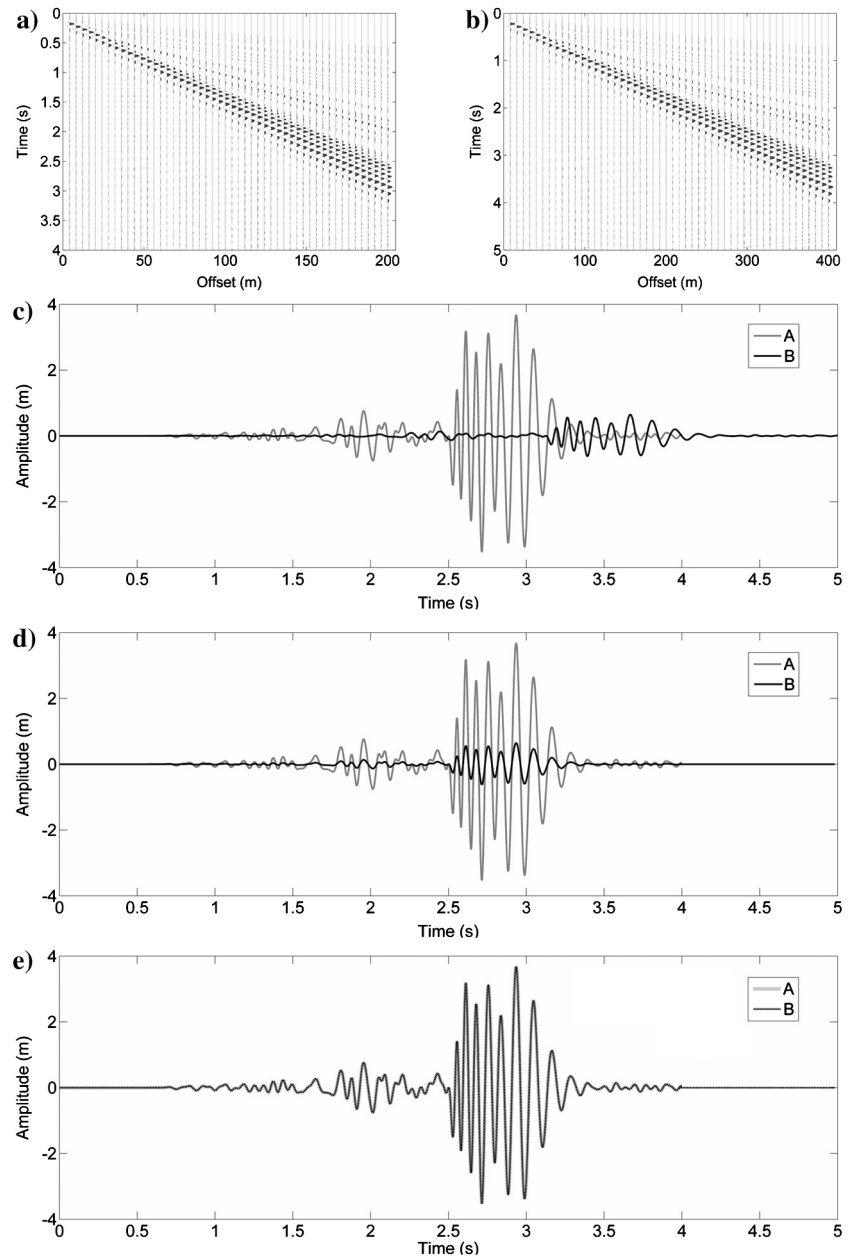 a)
0
0.5
1
1.5
2
2.5
3
3.5
4
Time (s)
0 50 100 150 200
Offset (m)
b)
0
1
2
3
4
5
Time (s)
0 100 200 300 400
Offset (m)
c)
4
2
0
-2
-4
Amplitude (m)
A
B
0 0.5 1 1.5 2 2.5 3 3.5 4 4.5 5
Time (s)
d)
4
2
0
-2
-4
Amplitude (m)
A
B
0 0.5 1 1.5 2 2.5 3 3.5 4 4.5 5
Time (s)
e)
4
2
0
-2
-4
Amplitude (m)
A
B
0 0.5 1 1.5 2 2.5 3 3.5 4 4.5 5
Time (s)